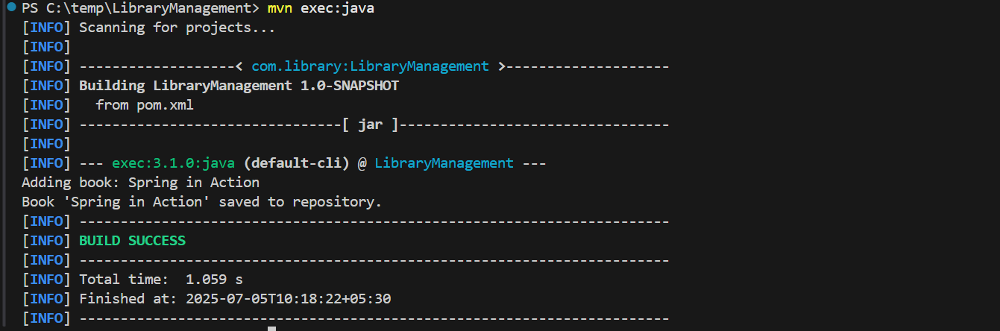 PS C:\temp\LibraryManagement> mvn exec:java
[INFO] Scanning for projects...
[INFO]
[INFO] -------------------< com.library:LibraryManagement >--------------------
[INFO] Building LibraryManagement 1.0-SNAPSHOT
[INFO]   from pom.xml
[INFO] --------------------------------[ jar ]---------------------------------
[INFO]
[INFO] --- exec:3.1.0:java (default-cli) @ LibraryManagement ---
Adding book: Spring in Action
Book 'Spring in Action' saved to repository.
[INFO] ------------------------------------------------------------------------
[INFO] BUILD SUCCESS
[INFO] ------------------------------------------------------------------------
[INFO] Total time:  1.059 s
[INFO] Finished at: 2025-07-05T10:18:22+05:30
[INFO] ------------------------------------------------------------------------